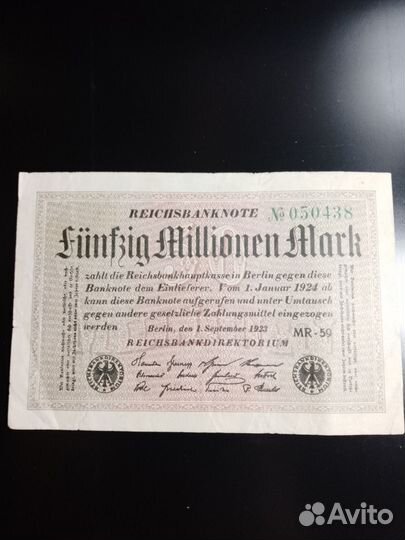 REICHSBANKNOTE № 050438
Fünfzig Millionen Mark
zahlt die Reichsbankhauptkasse in Berlin gegen diese
Banknote dem Einlieferer. Vom 1. Januar 1924 ab
kann diese Banknote aufgerufen und unter Umtausch
gegen andere gesetzliche Zahlungsmittel eingezogen
werden
Berlin, den 1. September 1923
MR-59
REICHSBANKDIREKTORIUM
Avito